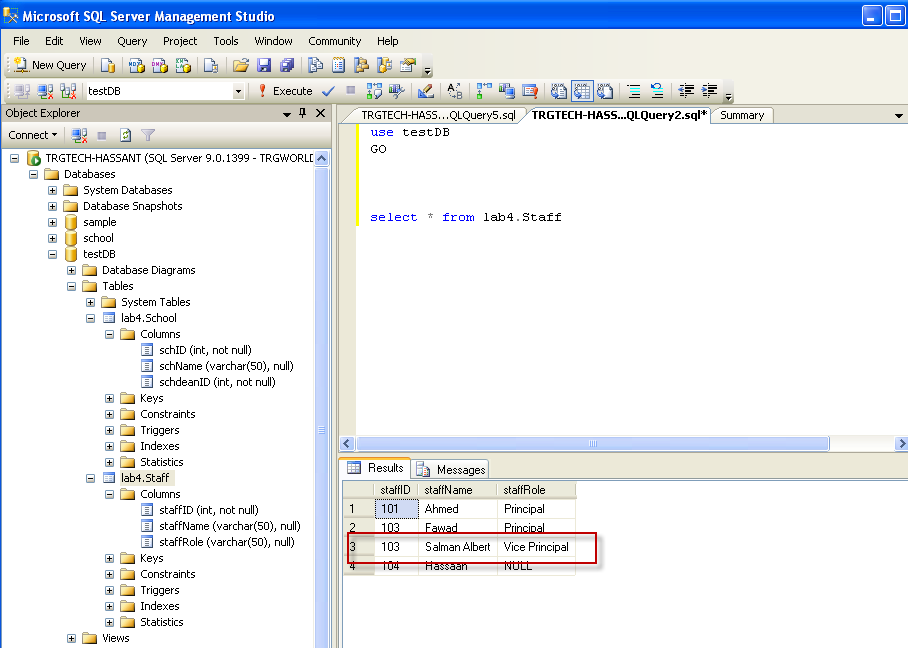 Microsoft SQL Server Management Studio
File Edit View Query Project Tools Window Community Help
New Query
testDB Execute
Object Explorer
Connect
TRGTECH-HASSANT (SQL Server 9.0.1399 - TRGWORLD
Databases
System Databases
Database Snapshots
sample
school
testDB
Database Diagrams
Tables
System Tables
lab4.School
Columns
schID (int, not null)
schName (varchar(50), null)
schdeanID (int, not null)
Keys
Constraints
Triggers
Indexes
Statistics
lab4.Staff
Columns
staffID (int, not null)
staffName (varchar(50), null)
staffRole (varchar(50), null)
Keys
Constraints
Triggers
Indexes
Statistics
Views
TRGTECH-HASS...QLQuery5.sql TRGTECH-HASS...QLQuery2.sql* Summary
use testDB
GO
select * from lab4.Staff
Results Messages
staffID staffName staffRole
1 101 Ahmed Principal
2 103 Fawad Principal
3 103 Salman Albert Vice Principal
4 104 Hassaan NULL